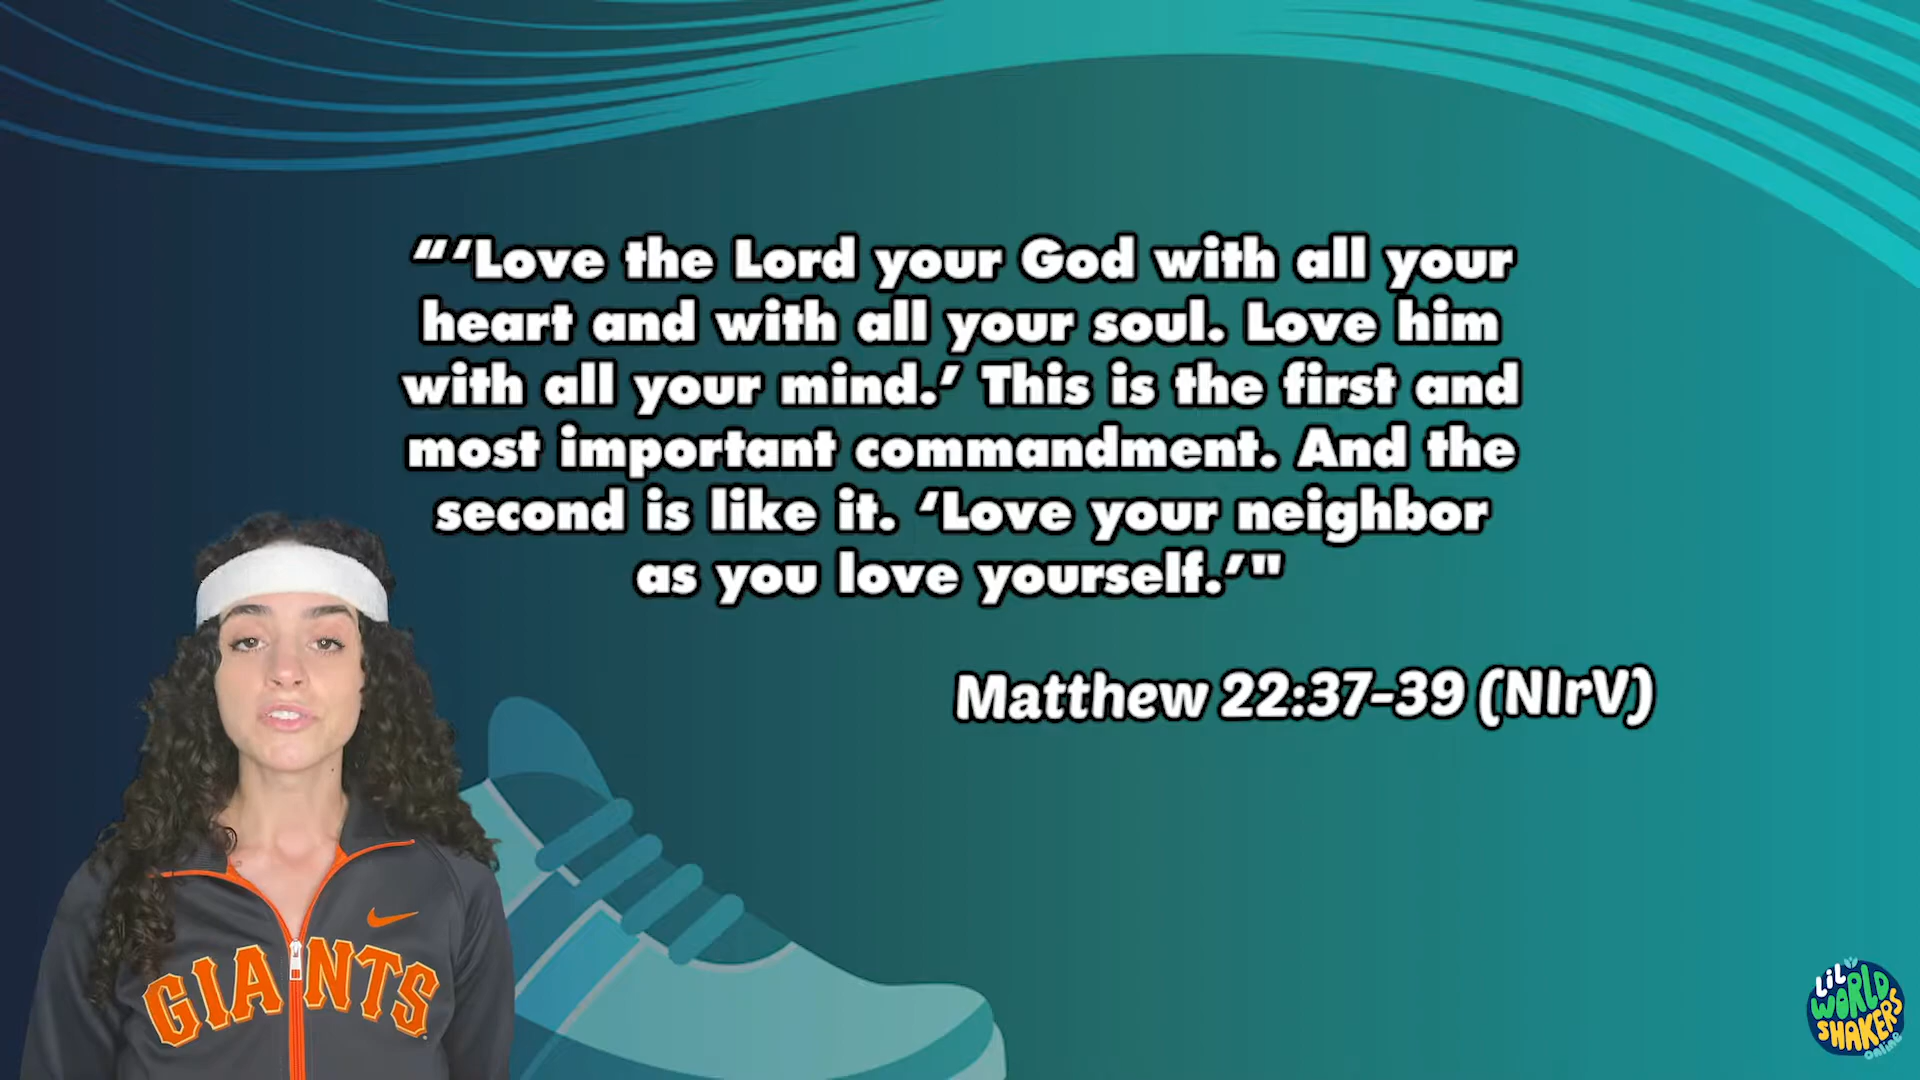 “‘Love the Lord your God with all your
heart and with all your soul. Love him
with all your mind.’ This is the first and
most important commandment. And the
second is like it. ‘Love your neighbor
as you love yourself.’"
Matthew 22:37-39 (NIrV)
GIANTS
LiL
WORLD
SHAKERS
online